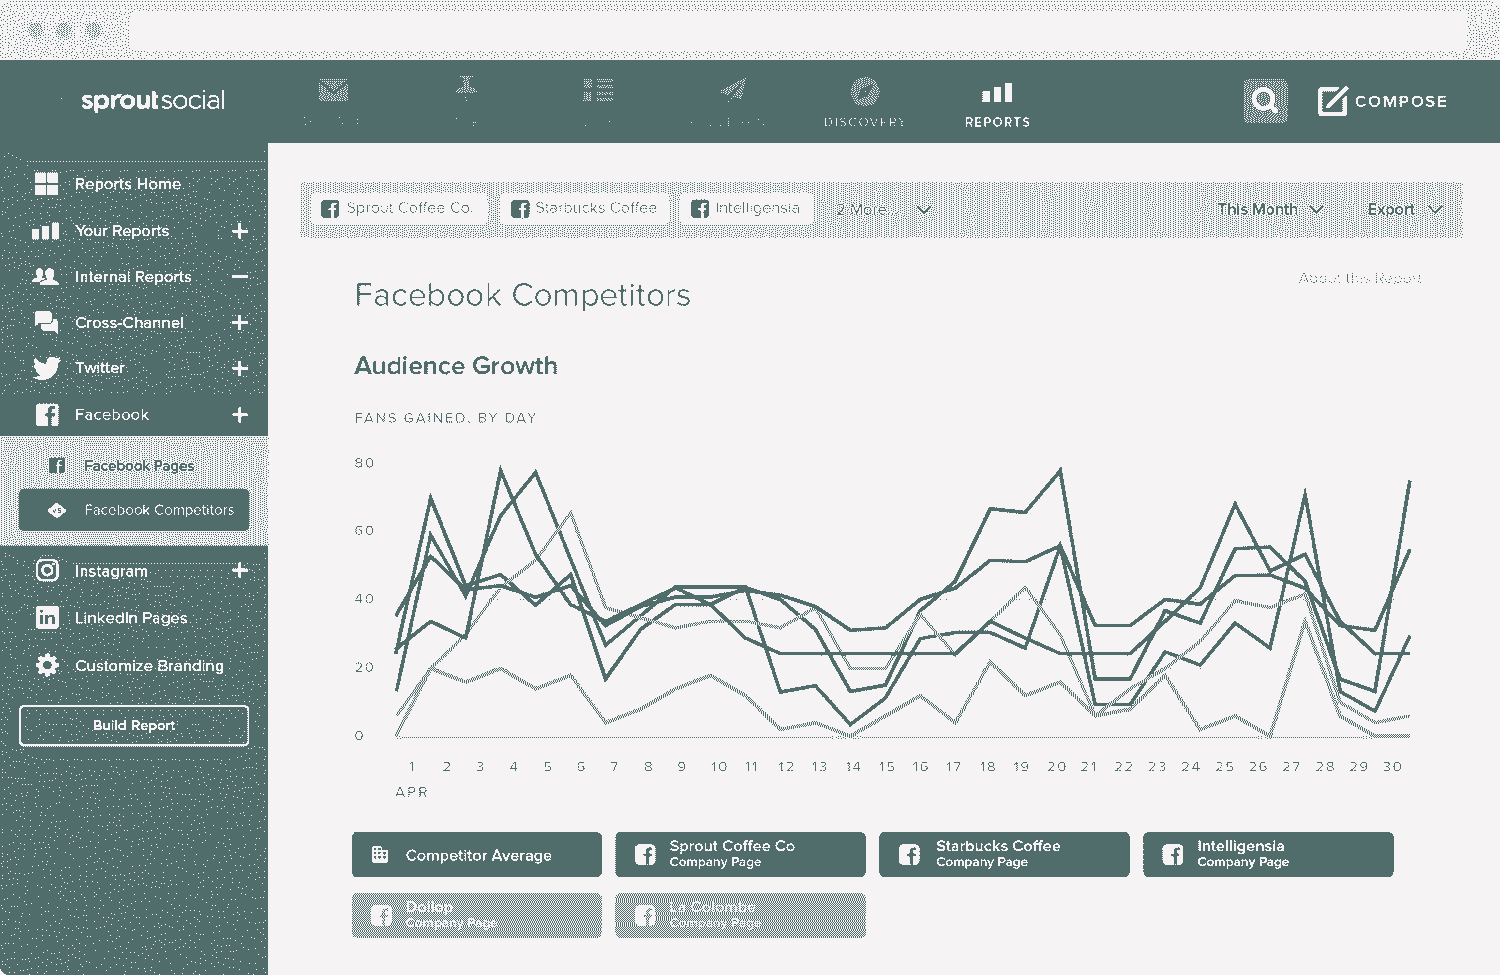 sproutsocial
DISCOVERY
REPORTS
COMPOSE
Reports Home
Your Reports
Internal Reports
Cross-Channel
Twitter
Facebook
Facebook Pages
VS
Facebook Competitors
Instagram
LinkedIn Pages
Customize Branding
Build Report
Sprout Coffee Co. Starbucks Coffee Intelligensia 2 More This Month Export
About this Report
Facebook Competitors
Audience Growth
FANS GAINED, BY DAY
80
60
40
20
0
1 2 3 4 5 6 7 8 9 10 11 12 13 14 15 16 17 18 19 20 21 22 23 24 25 26 27 28 29 30
APR
Competitor Average
Sprout Coffee Co
Company Page
Starbucks Coffee
Company Page
Intelligensia
Company Page
Dollop
Company Page
La Colombe
Company Page